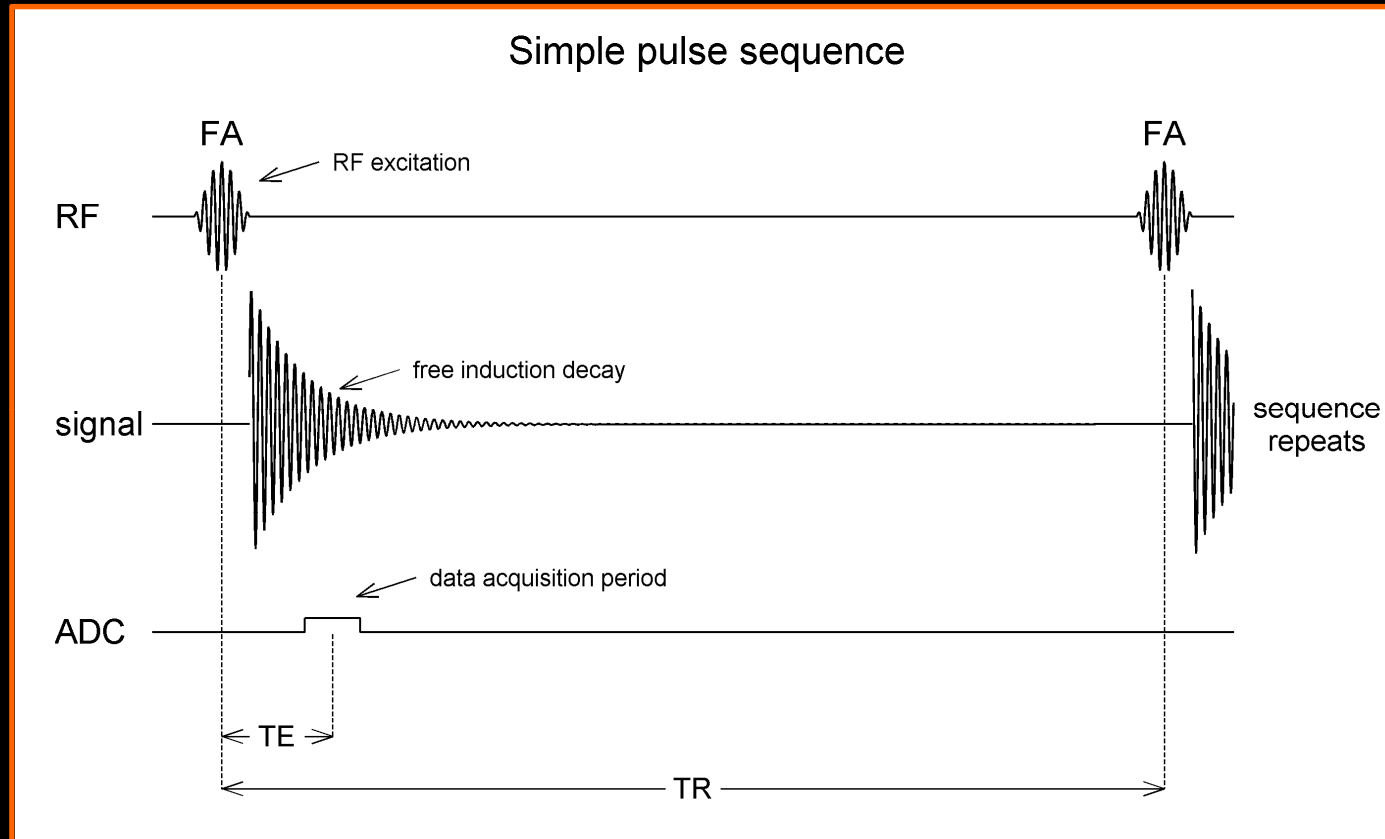 Simple pulse sequence
FA
FA
RF excitation
RF
free induction decay
signal
sequence
repeats
data acquisition period
ADC
TE
TR